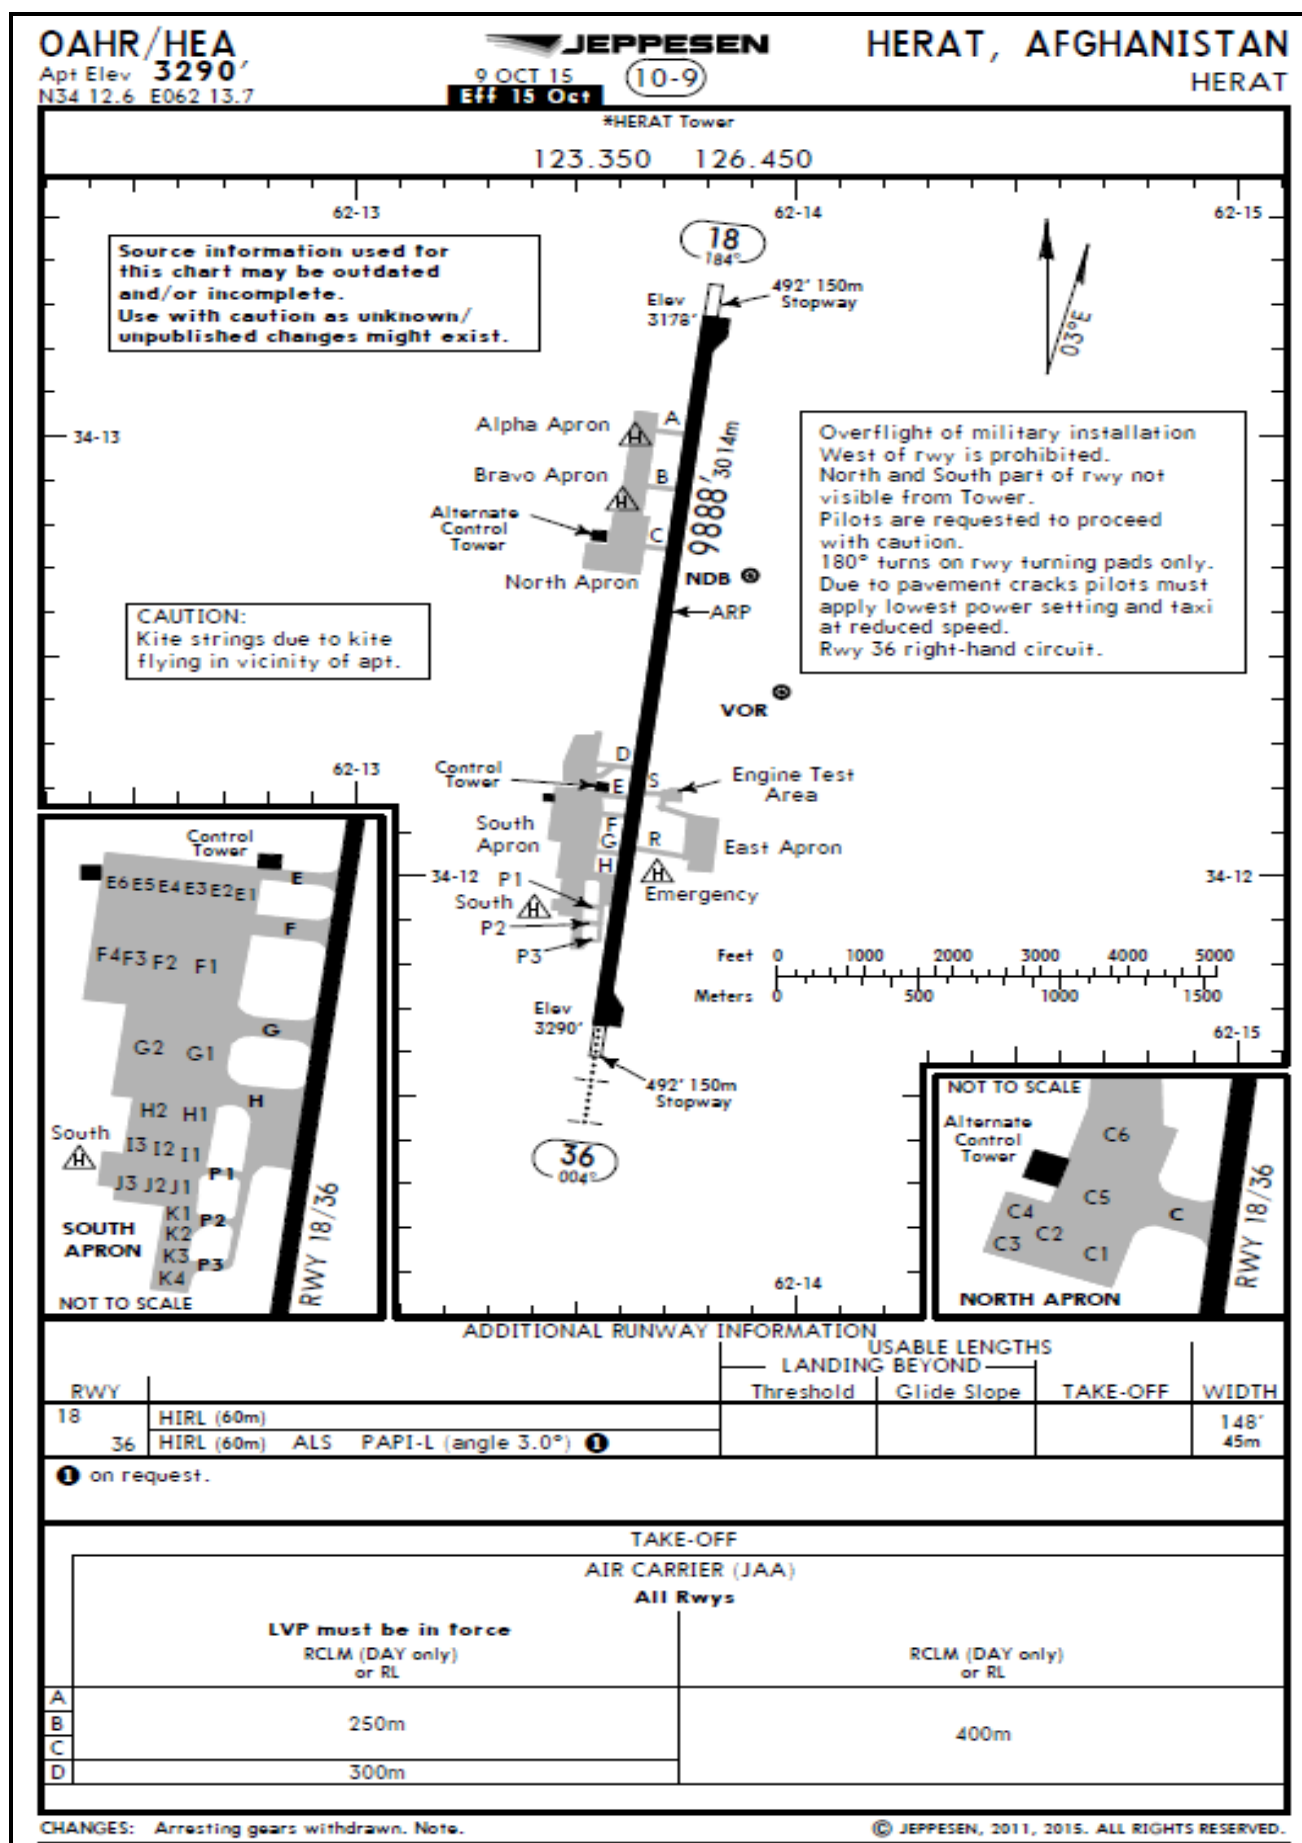 OAHR/HEA
Apt Elev 3290'
N34 12.6 E062 13.7
JEPPESEN
9 OCT 15
Eff 15 Oct
10-9
HERAT, AFGHANISTAN
HERAT
*HERAT Tower
123.350 126.450
62-13
62-14
62-15
Source information used for
this chart may be outdated
and/or incomplete.
Use with caution as unknown/
unpublished changes might exist.
18
184°
492' 150m
Stopway
Elev
3178'
03°E
34-13
34-13
Alpha Apron
H
A
Bravo Apron
H
B
Alternate
Control
Tower
C
North Apron
9888' 3014m
NDB
ARP
VOR
Overflight of military installation
West of rwy is prohibited.
North and South part of rwy not
visible from Tower.
Pilots are requested to proceed
with caution.
180° turns on rwy turning pads only.
Due to pavement cracks pilots must
apply lowest power setting and taxi
at reduced speed.
Rwy 36 right-hand circuit.
CAUTION:
Kite strings due to kite
flying in vicinity of apt.
62-13
Control
Tower
D
E
S
Engine Test
Area
South
Apron
F
G
R
H
East Apron
34-12
34-12
P1
South
H
P2
P3
H
Emergency
Feet 0 1000 2000 3000 4000 5000
Meters 0 500 1000 1500
Elev
3290'
492' 150m
Stopway
36
004°
62-15
62-14
Control
Tower
E6 E5 E4 E3 E2 E1
E
F
F4 F3 F2 F1
G
G2 G1
H
H2 H1
South
H
I3 I2 I1
P1
J3 J2 J1
K1
P2
K2
K3
P3
K4
SOUTH
APRON
RWY 18/36
NOT TO SCALE
NOT TO SCALE
Alternate
Control
Tower
C6
C5
C4
C3
C2
C1
C
RWY 18/36
NORTH APRON
ADDITIONAL RUNWAY INFORMATION
USABLE LENGTHS
LANDING BEYOND
RWY Threshold Glide Slope TAKE-OFF WIDTH
18 HIRL (60m)
36 HIRL (60m) ALS PAPI-L (angle 3.0°) ❶
148'
45m
❶ on request.
TAKE-OFF
AIR CARRIER (JAA)
All Rwys
LVP must be in force
RCLM (DAY only)
or RL
RCLM (DAY only)
or RL
A
B
C
D
250m
300m
400m
CHANGES: Arresting gears withdrawn. Note.
© JEPPESEN, 2011, 2015. ALL RIGHTS RESERVED.